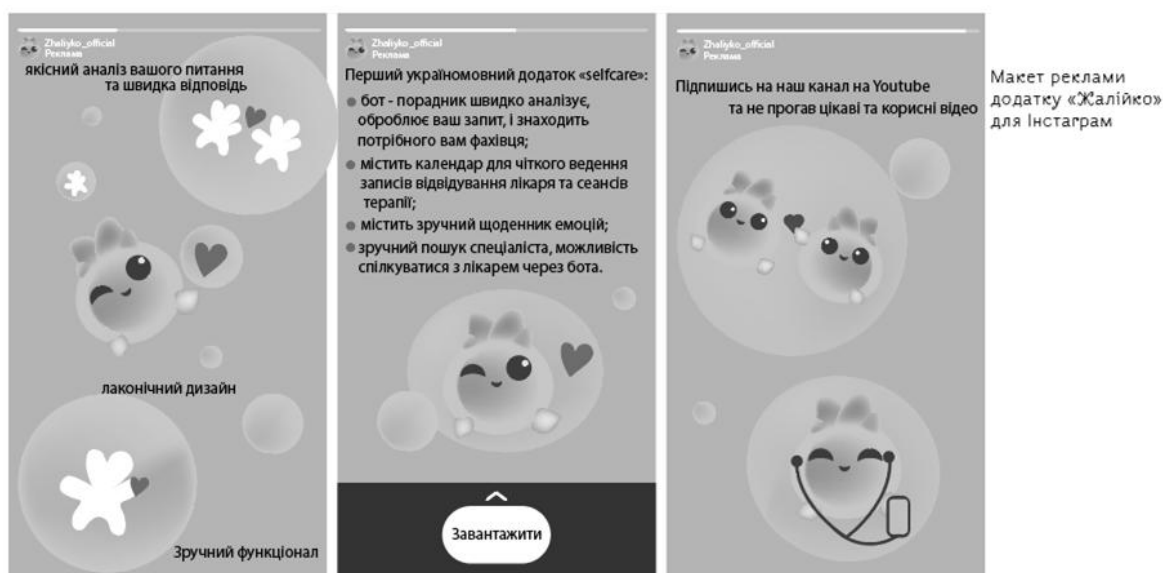 Zhaliyko_official
Реклама
якісний аналіз вашого питання
та швидка відповідь
лаконічний дизайн
Зручний функціонал
Zhaliyko_official
Реклама
Перший україномовний додаток «selfcare»:
бот - порадник швидко аналізує,
оброблює ваш запит, і знаходить
потрібного вам фахівця;
містить календар для чіткого ведення
записів відвідування лікаря та сеансів
терапії;
містить зручний щоденник емоцій;
зручний пошук спеціаліста, можливість
спілкуватися з лікарем через бота.
Завантажити
Zhaliyko_official
Реклама
Підпишись на наш канал на Youtube
та не прогав цікаві та корисні відео
Макет реклами
додатку «Жалійко»
для Інстаграм